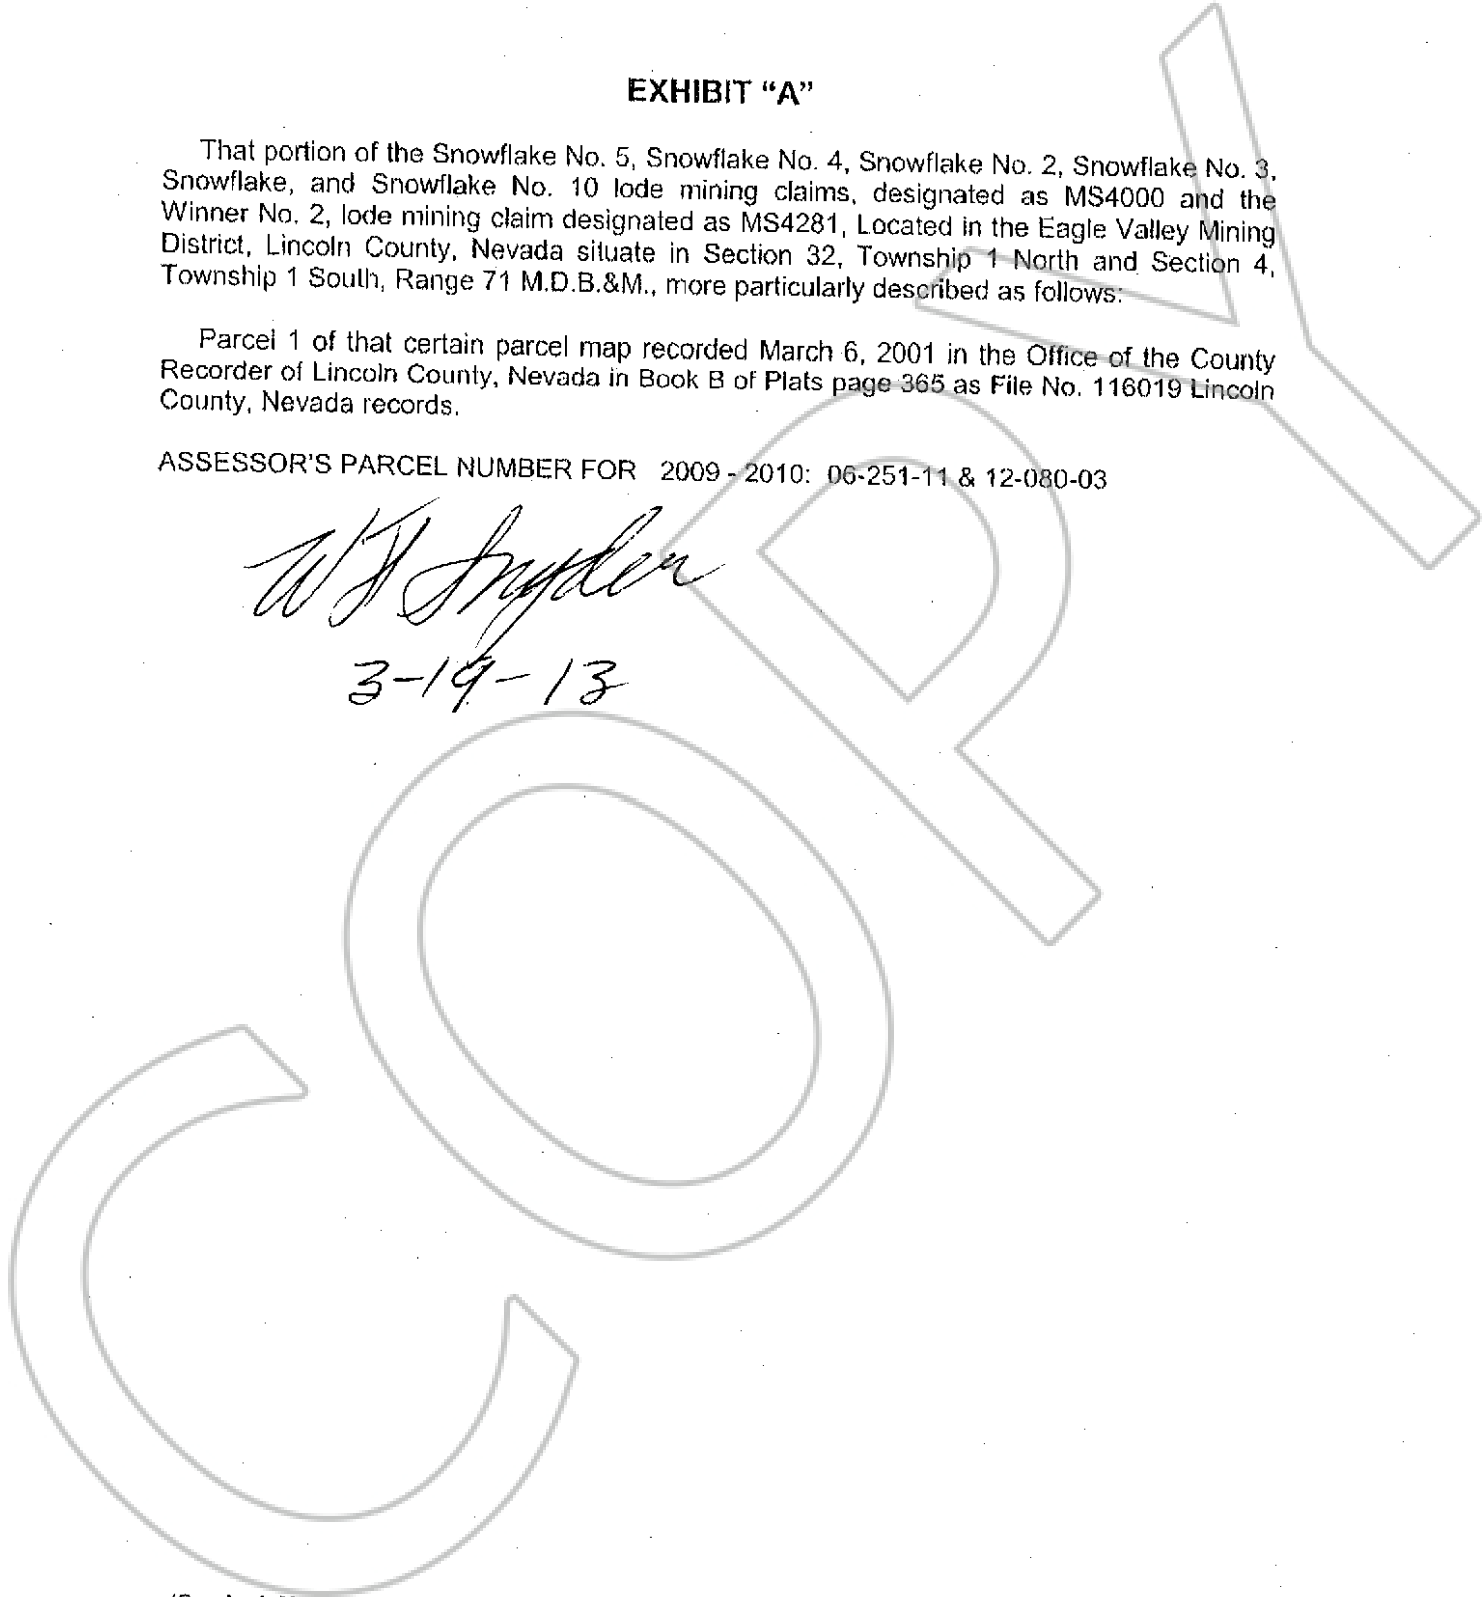 EXHIBIT “A”
That portion of the Snowflake No. 5, Snowflake No. 4, Snowflake No. 2, Snowflake No. 3,
Snowflake, and Snowflake No. 10 lode mining claims, designated as MS4000 and the
Winner No. 2, lode mining claim designated as MS4281, Located in the Eagle Valley Mining
District, Lincoln County, Nevada situate in Section 32, Township 1 North and Section 4,
Township 1 South, Range 71 M.D.B.&M., more particularly described as follows:
Parcel 1 of that certain parcel map recorded March 6, 2001 in the Office of the County
Recorder of Lincoln County, Nevada in Book B of Plats page 365 as File No. 116019 Lincoln
County, Nevada records.
ASSESSOR'S PARCEL NUMBER FOR 2009 - 2010: 06-251-11 & 12-080-03
Snyder
3-19-13
COPY